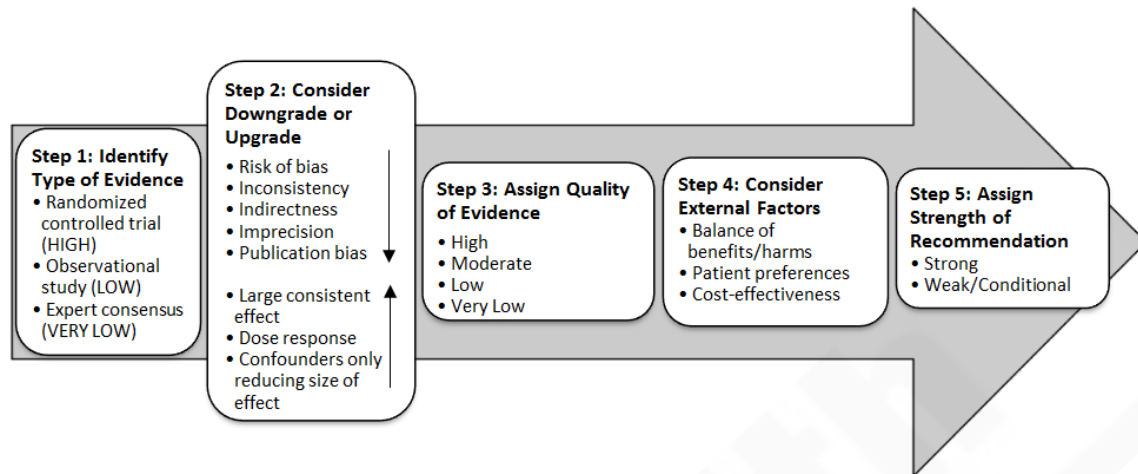 Step 1: Identify
Type of Evidence
• Randomized
controlled trial
(HIGH)
• Observational
study (LOW)
• Expert consensus
(VERY LOW)
Step 2: Consider
Downgrade or
Upgrade
• Risk of bias
• Inconsistency
• Indirectness
• Imprecision
• Publication bias
• Large consistent
effect
• Dose response
• Confounders only
reducing size of
effect
Step 3: Assign Quality
of Evidence
• High
• Moderate
• Low
• Very Low
Step 4: Consider
External Factors
• Balance of
benefits/harms
• Patient preferences
• Cost-effectiveness
Step 5: Assign
Strength of
Recommendation
• Strong
• Weak/Conditional